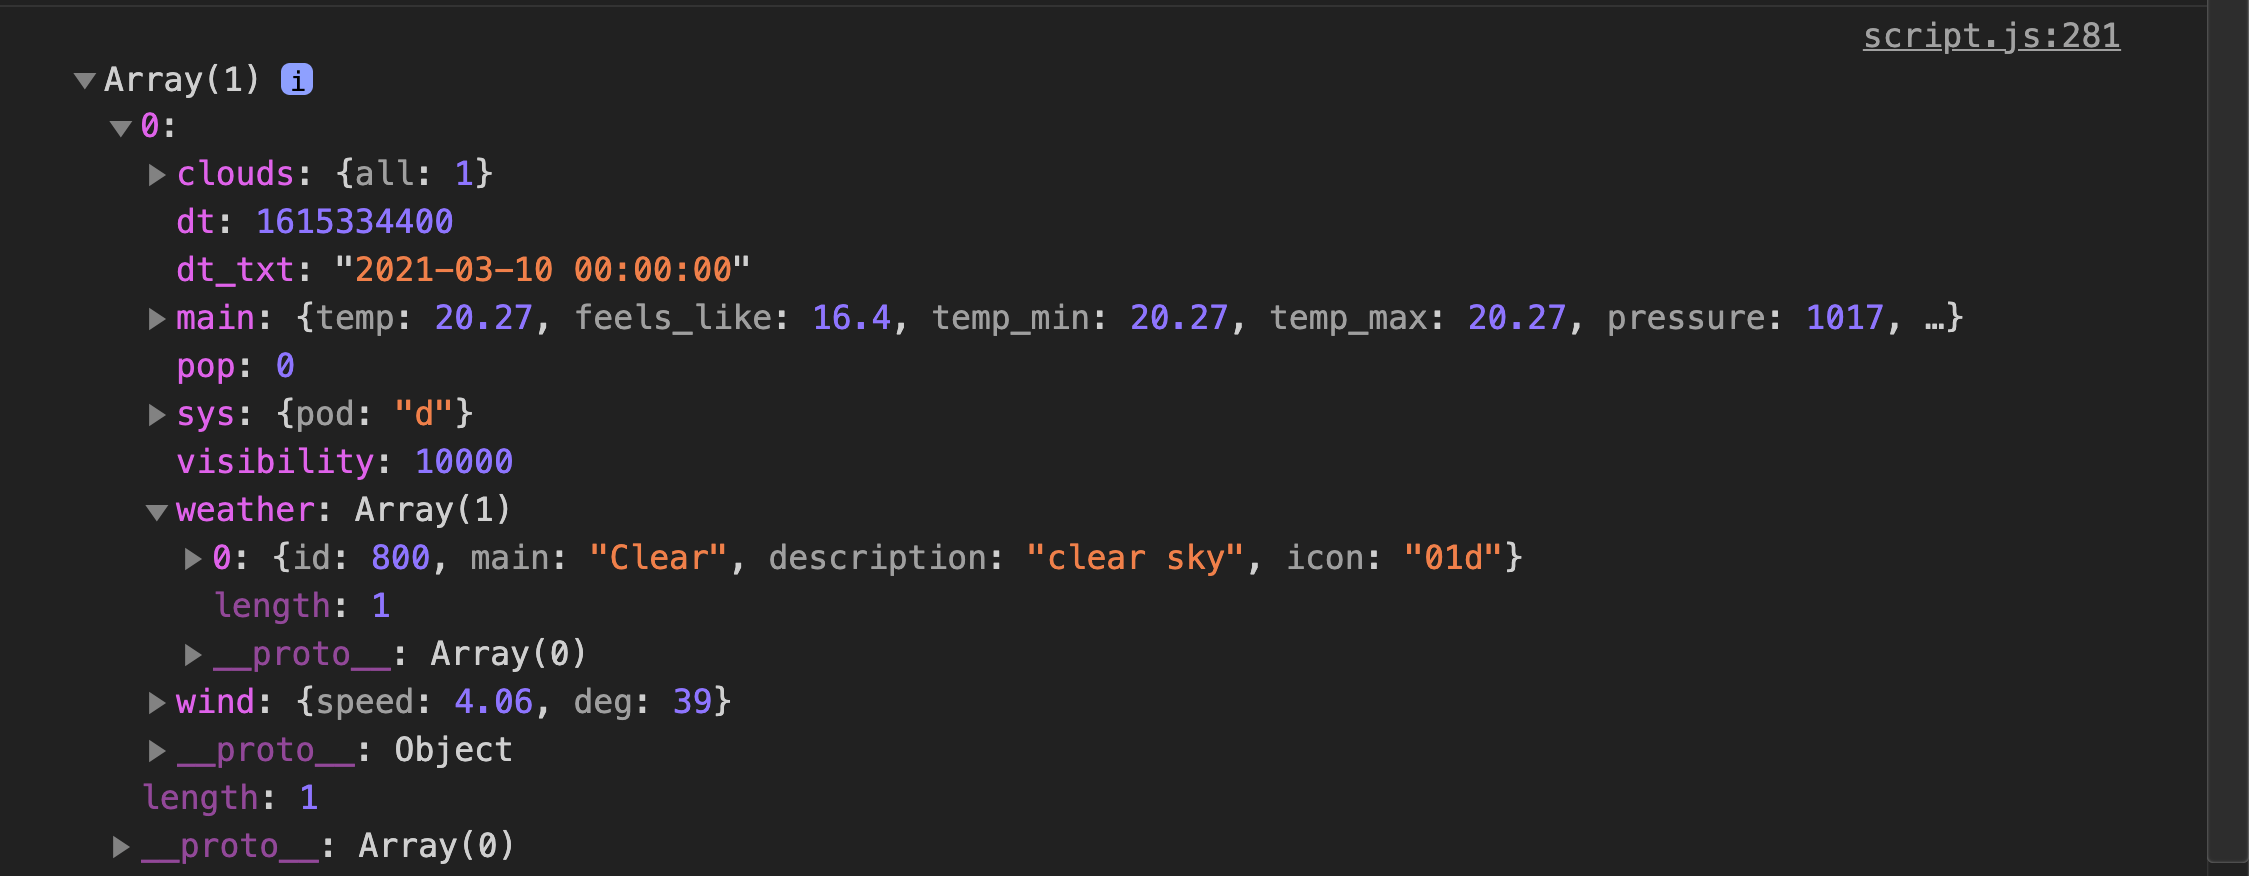 script.js:281
▼Array(1) i
▼0:
▶clouds: {all: 1}
dt: 1615334400
dt_txt: "2021-03-10 00:00:00"
▶main: {temp: 20.27, feels_like: 16.4, temp_min: 20.27, temp_max: 20.27, pressure: 1017, …}
pop: 0
▶sys: {pod: "d"}
visibility: 10000
▼weather: Array(1)
▶0: {id: 800, main: "Clear", description: "clear sky", icon: "01d"}
length: 1
▶__proto__: Array(0)
▶wind: {speed: 4.06, deg: 39}
▶__proto__: Object
length: 1
▶__proto__: Array(0)